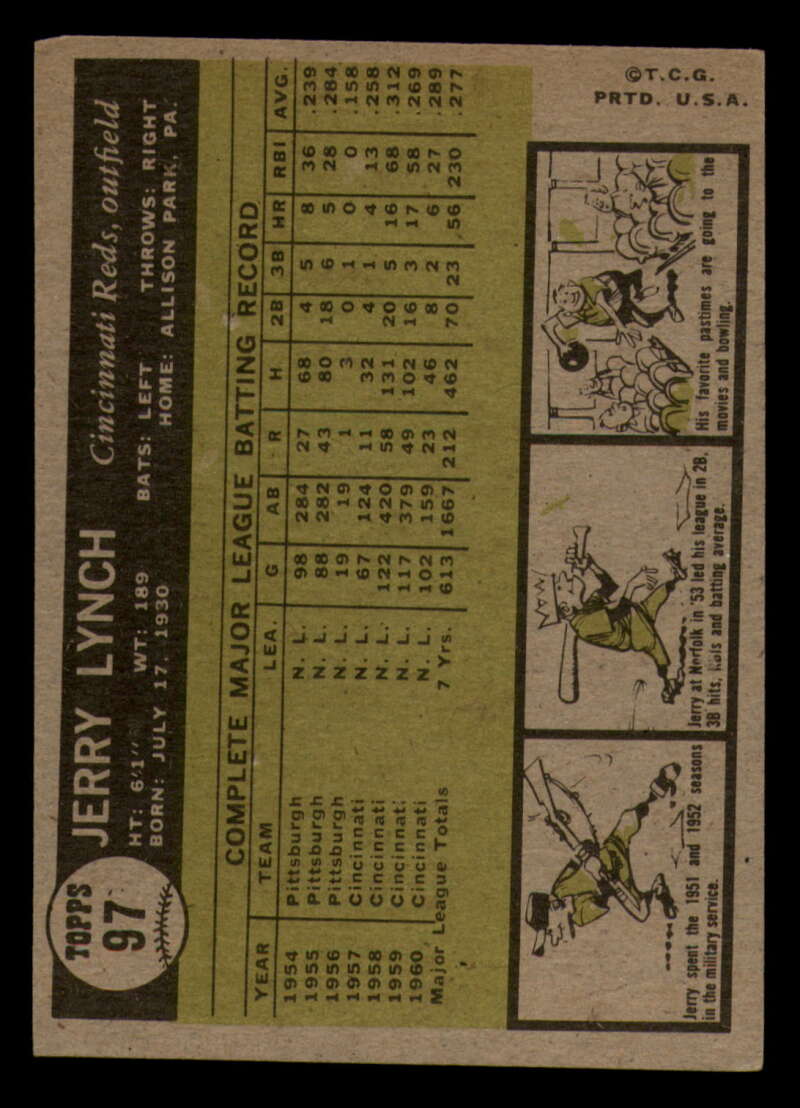 TOPPS
97
JERRY LYNCH Cincinnati Reds, outfield
HT: 6'1" WT: 189 BATS: LEFT THROWS: RIGHT
BORN: JULY 17, 1930 HOME: ALLISON PARK, PA.
COMPLETE MAJOR LEAGUE BATTING RECORD
YEAR TEAM LEA. G AB R H 2B 3B HR RBI AVG.
1954 Pittsburgh N. L. 98 284 27 68 4 5 8 36 .239
1955 Pittsburgh N. L. 88 282 43 80 18 6 5 28 .284
1956 Pittsburgh N. L. 19 19 1 3 0 1 0 0 .158
1957 Cincinnati N. L. 67 124 11 32 4 1 4 13 .258
1958 Cincinnati N. L. 122 420 58 131 20 5 16 68 .312
1959 Cincinnati N. L. 117 379 49 102 16 3 17 58 .269
1960 Cincinnati N. L. 102 159 23 46 8 2 6 27 .289
Major League Totals 7 Yrs. 613 1667 212 462 70 23 56 230 .277
Jerry spent the 1951 and 1952 seasons
in the military service.
Jerry at Norfolk in '53 led his league in 2B,
3B hits, and batting average.
His favorite pastimes are going to the
movies and bowling.
©T.C.G.
PRTD. U.S.A.